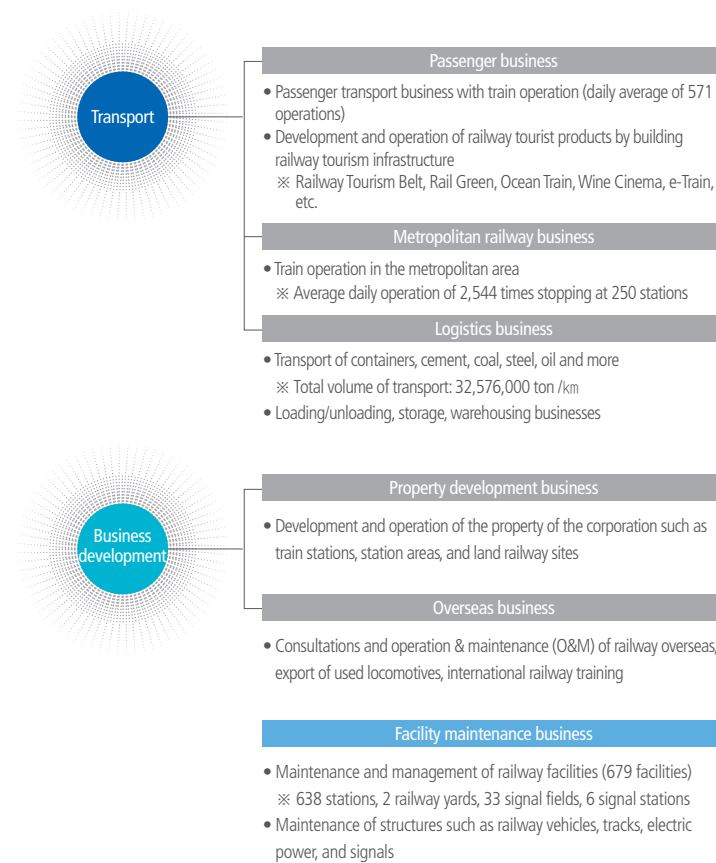 Transport
Passenger business
• Passenger transport business with train operation (daily average of 571
operations)
• Development and operation of railway tourist products by building
railway tourism infrastructure
※ Railway Tourism Belt, Rail Green, Ocean Train, Wine Cinema, e-Train,
etc.
Metropolitan railway business
• Train operation in the metropolitan area
※ Average daily operation of 2,544 times stopping at 250 stations
Logistics business
• Transport of containers, cement, coal, steel, oil and more
※ Total volume of transport: 32,576,000 ton /㎞
• Loading/unloading, storage, warehousing businesses
Business
development
Property development business
• Development and operation of the property of the corporation such as
train stations, station areas, and land railway sites
Overseas business
• Consultations and operation & maintenance (O&M) of railway overseas,
export of used locomotives, international railway training
Facility maintenance business
• Maintenance and management of railway facilities (679 facilities)
※ 638 stations, 2 railway yards, 33 signal fields, 6 signal stations
• Maintenance of structures such as railway vehicles, tracks, electric
power, and signals